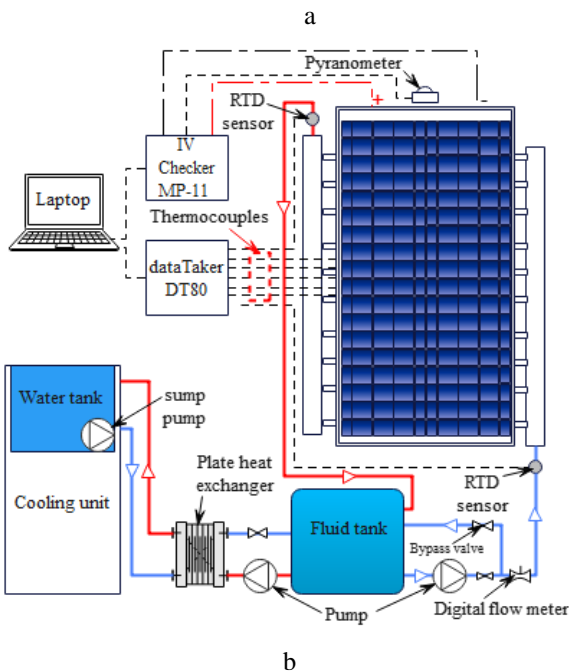 a
Pyranometer
+
-
RTD
sensor
IV
Checker
MP-11
Laptop
Thermocouples
dataTaker
DT80
Water tank
sump
pump
Plate heat
exchanger
Cooling unit
Fluid tank
RTD
sensor
Bypass valve
Pump
Digital flow meter
b